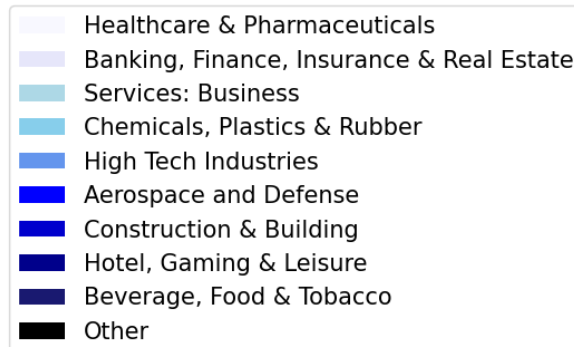 Healthcare & Pharmaceuticals
Banking, Finance, Insurance & Real Estate
Services: Business
Chemicals, Plastics & Rubber
High Tech Industries
Aerospace and Defense
Construction & Building
Hotel, Gaming & Leisure
Beverage, Food & Tobacco
Other